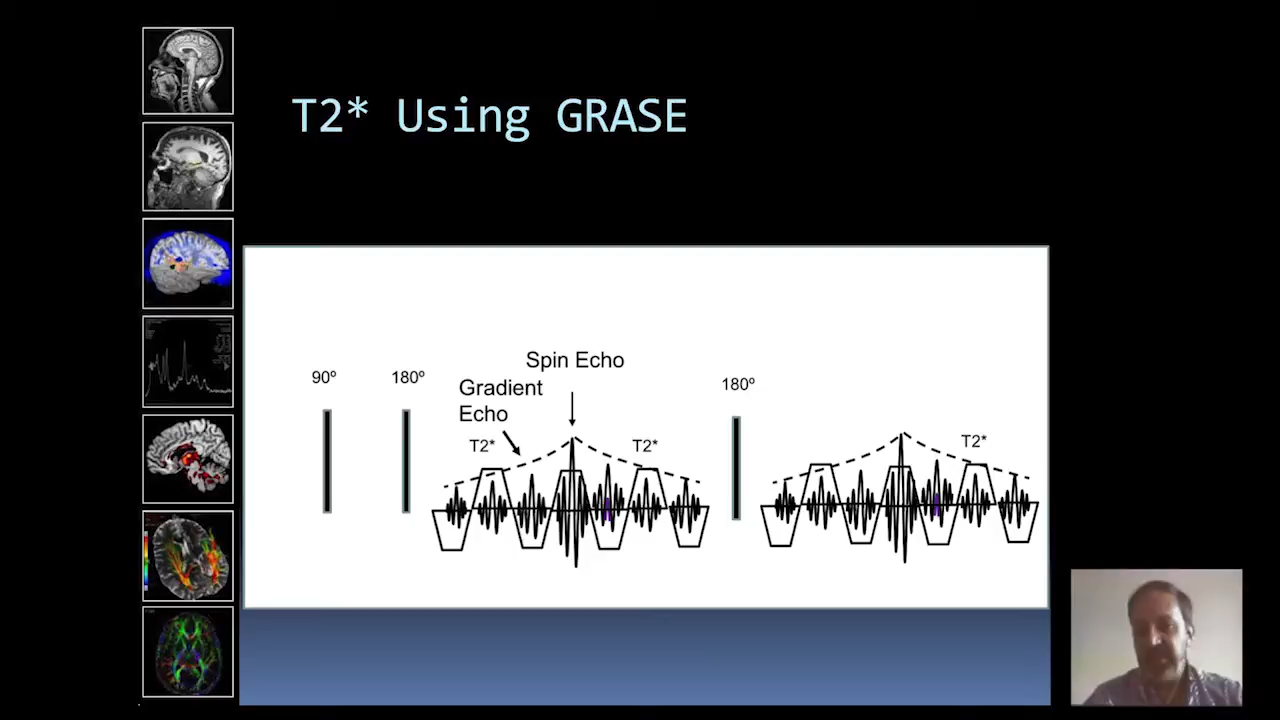 T2* Using GRASE
Spin Echo
90º
180º
Gradient
Echo
180º
T2*
T2*
T2*